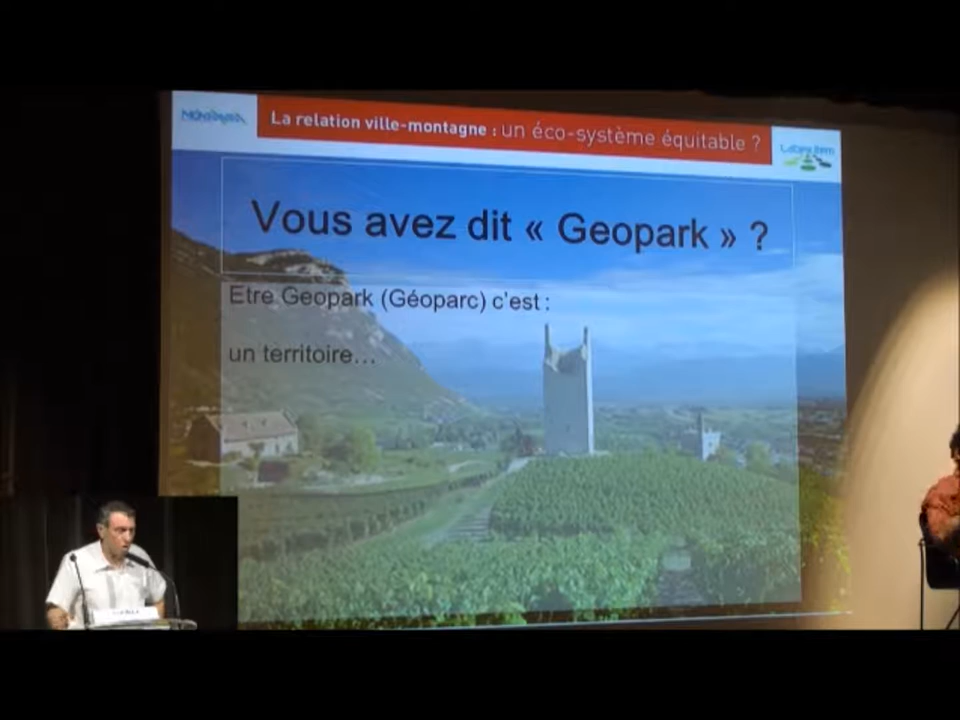 La relation ville-montagne : un éco-système équitable ?
Vous avez dit « Geopark » ?
Etre Geopark (Géoparc) c'est :
un territoire…